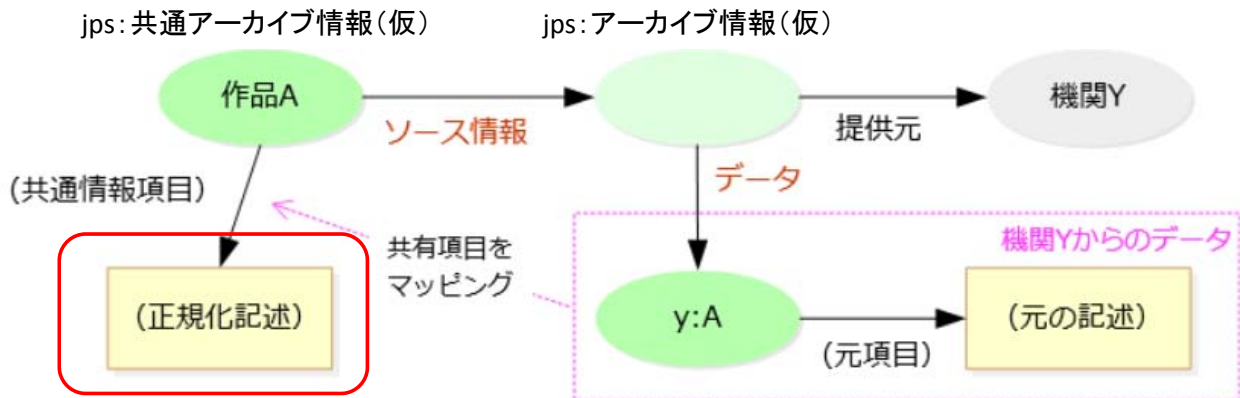 jps：共通アーカイブ情報（仮）
jps：アーカイブ情報（仮）
作品A
機関Y
ソース情報
提供元
(共通情報項目)
データ
共有項目を
マッピング
機関Yからのデータ
(正規化記述)
y:A
(元の記述)
(元項目)